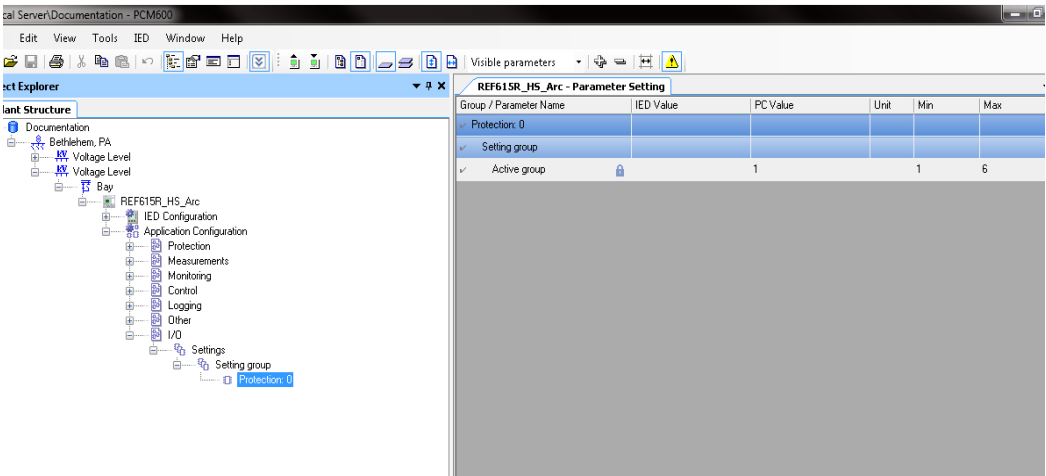 cal Server\Documentation - PCM600
Edit View Tools IED Window Help
Visible parameters
ect Explorer
lant Structure
Documentation
Bethlehem, PA
KV Voltage Level
KV Voltage Level
Bay
REF615R_HS_Arc
IED Configuration
Application Configuration
Protection
Measurements
Monitoring
Control
Logging
Other
I/O
Settings
Setting group
Protection: 0
REF615R_HS_Arc - Parameter Setting
Group / Parameter Name IED Value PC Value Unit Min Max
Protection: 0
Setting group
Active group 1 1 6